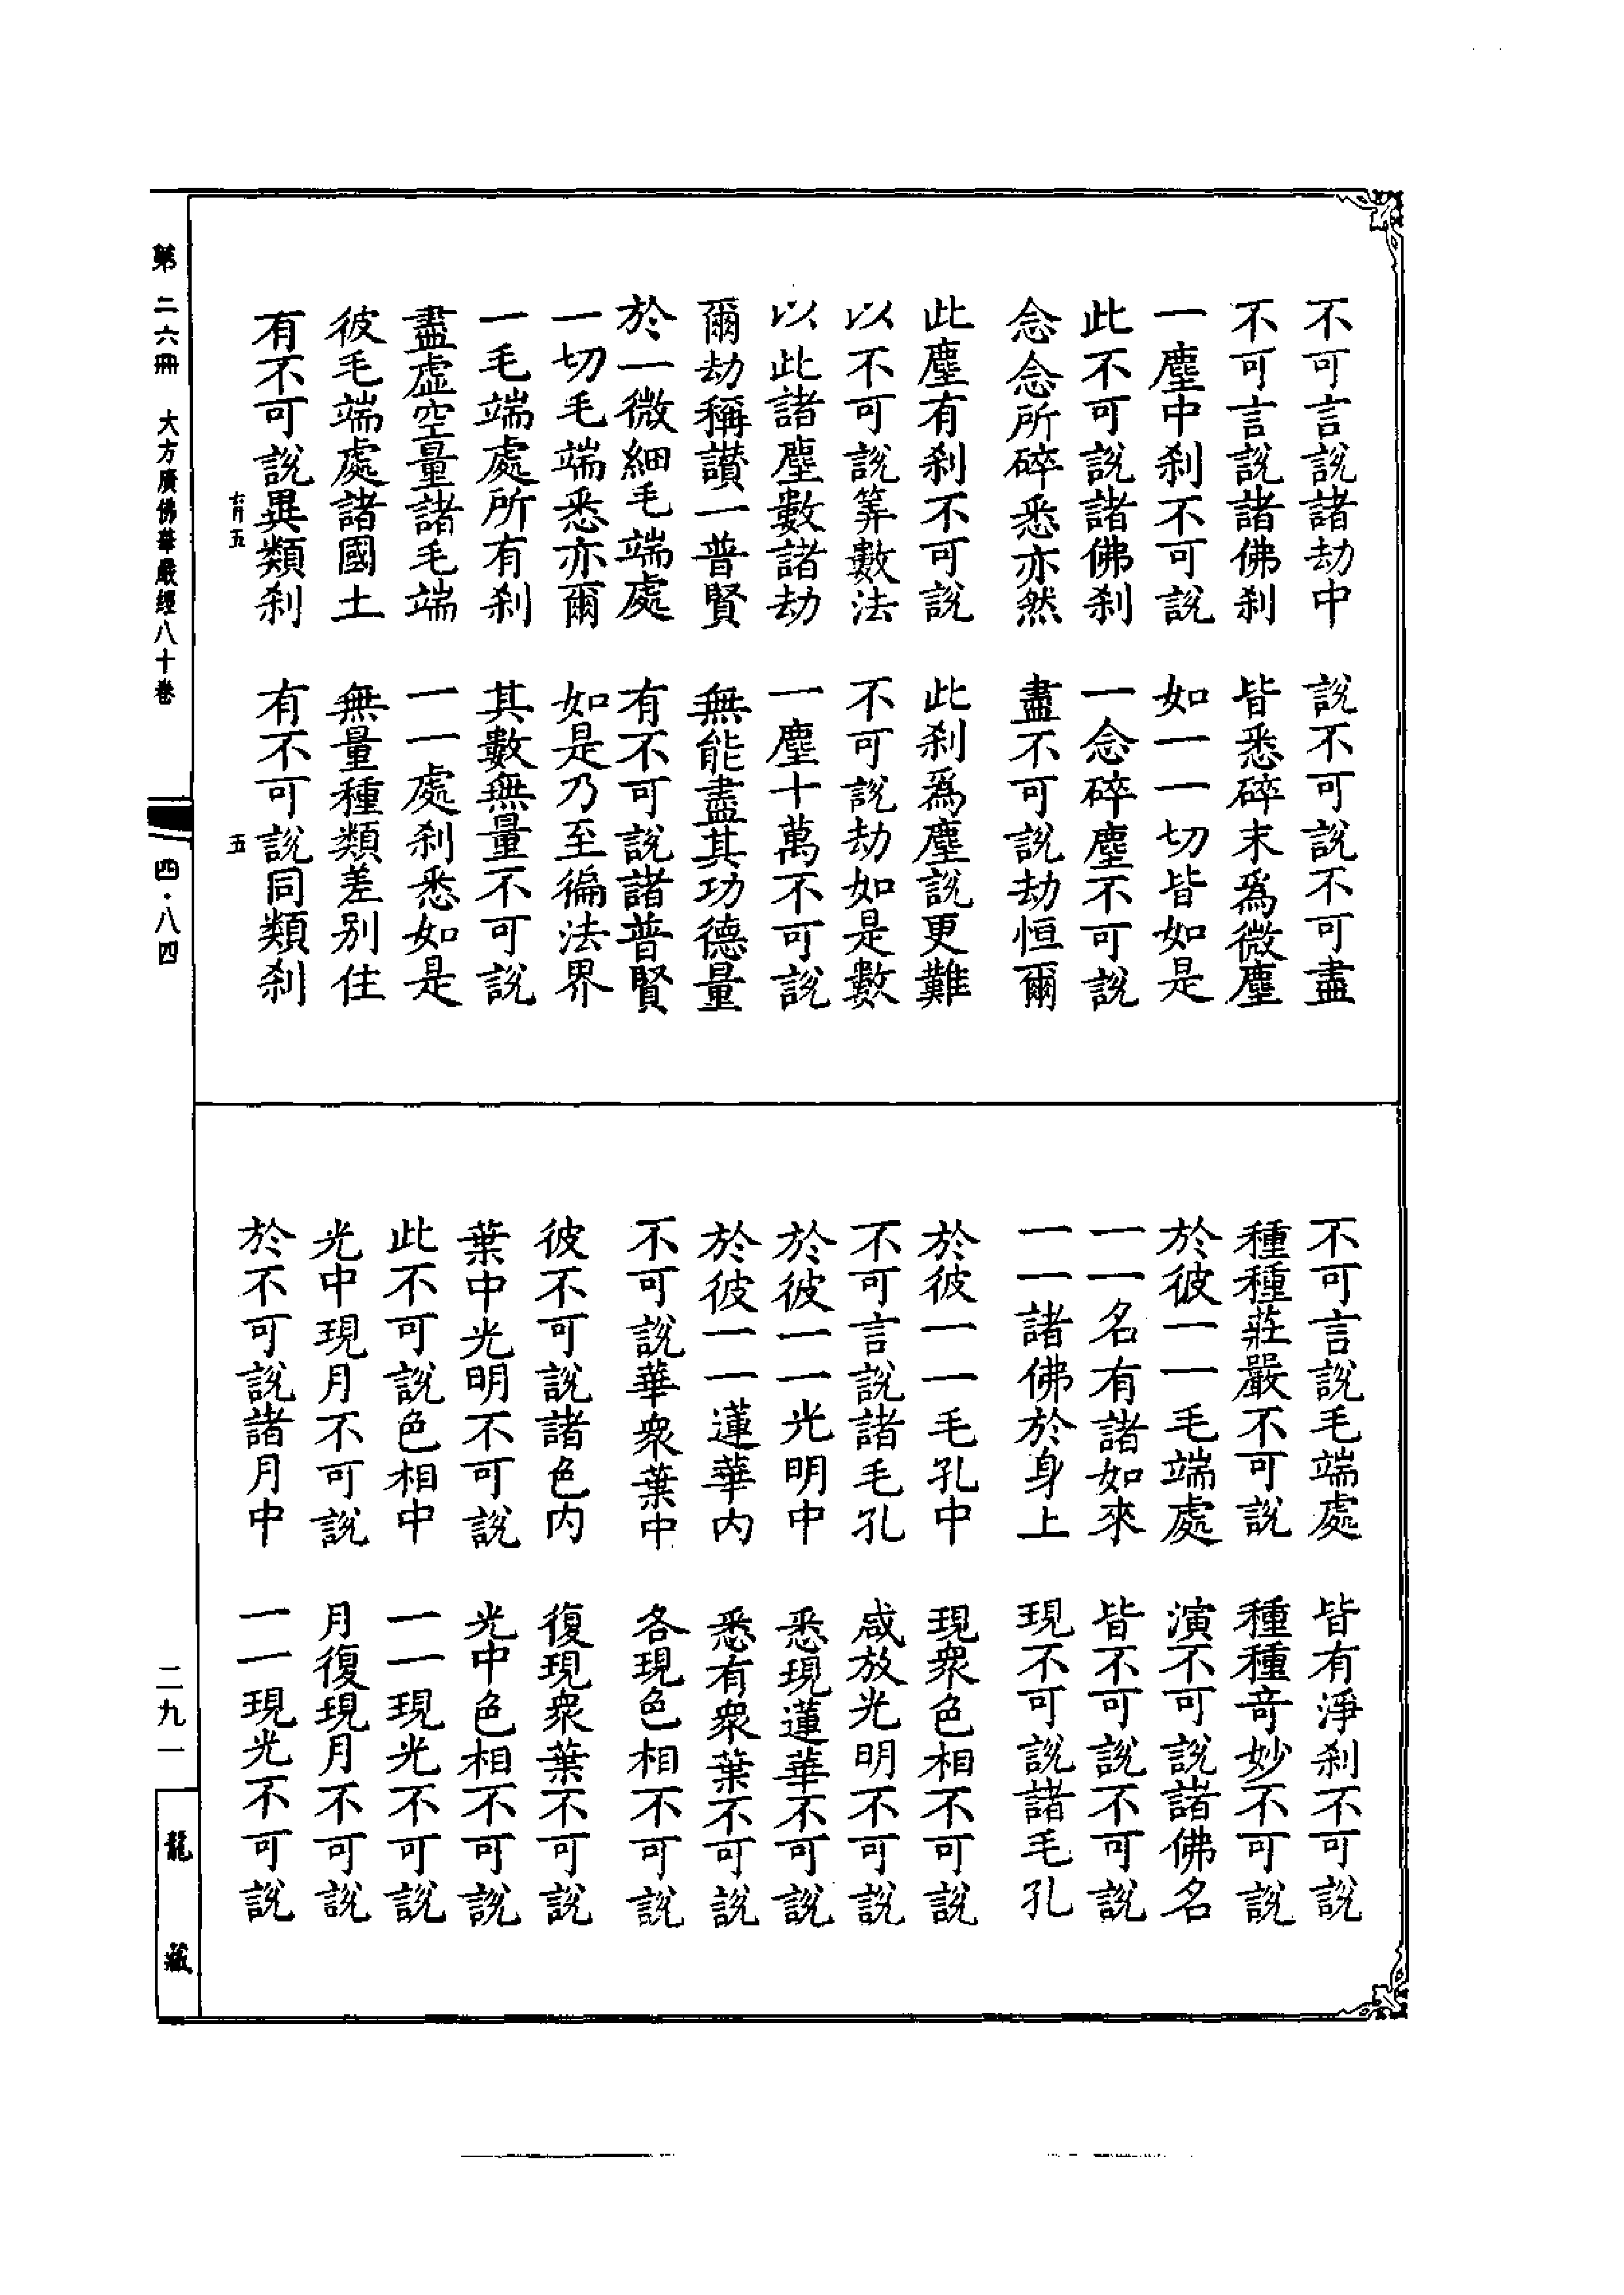 不可言說諸劫中 說不可說不可盡
不可言說諸佛刹 皆悉碎末爲微塵
一塵中刹不可說 如一一切皆如是
此不可說諸佛刹 一念碎塵不可說
念念所碎悉亦然 盡不可說劫恒爾
此塵有刹不可說 此刹爲塵說更難
以不可說筭數法 不可說劫如是數
以此諸塵數諸劫 一塵十萬不可說
爾劫稱讃一普賢 無能盡其功德量
於一微細毛端處 有不可說諸普賢
一切毛端悉亦爾 如是乃至徧法界
一毛端處所有刹 其數無量不可說
盡虛空量諸毛端 一一處刹悉如是
彼毛端處諸國土 無量種類差別住
有不可說異類刹 有不可說同類刹
不可言說毛端處 皆有淨刹不可說
種種莊嚴不可說 種種竒妙不可說
於彼一一毛端處 演不可說諸佛名
一一名有諸如來 皆不可說不可說
一一諸佛於身上 現不可說諸毛孔
於彼一一毛孔中 現衆色相不可說
不可言說諸毛孔 咸放光明不可說
於彼一一光明中 悉現蓮華不可說
於彼一一蓮華内 悉有衆葉不可說
不可說華衆葉中 各現色相不可說
彼不可說諸色内 復現衆葉不可說
葉中光明不可說 光中色相不可說
此不可說色相中 一一現光不可說
光中現月不可說 月復現月不可說
於不可說諸月中 一一現光不可說
五 五
第二六冊 大方廣佛華嚴經八十卷 四·八四 二九一 龍藏